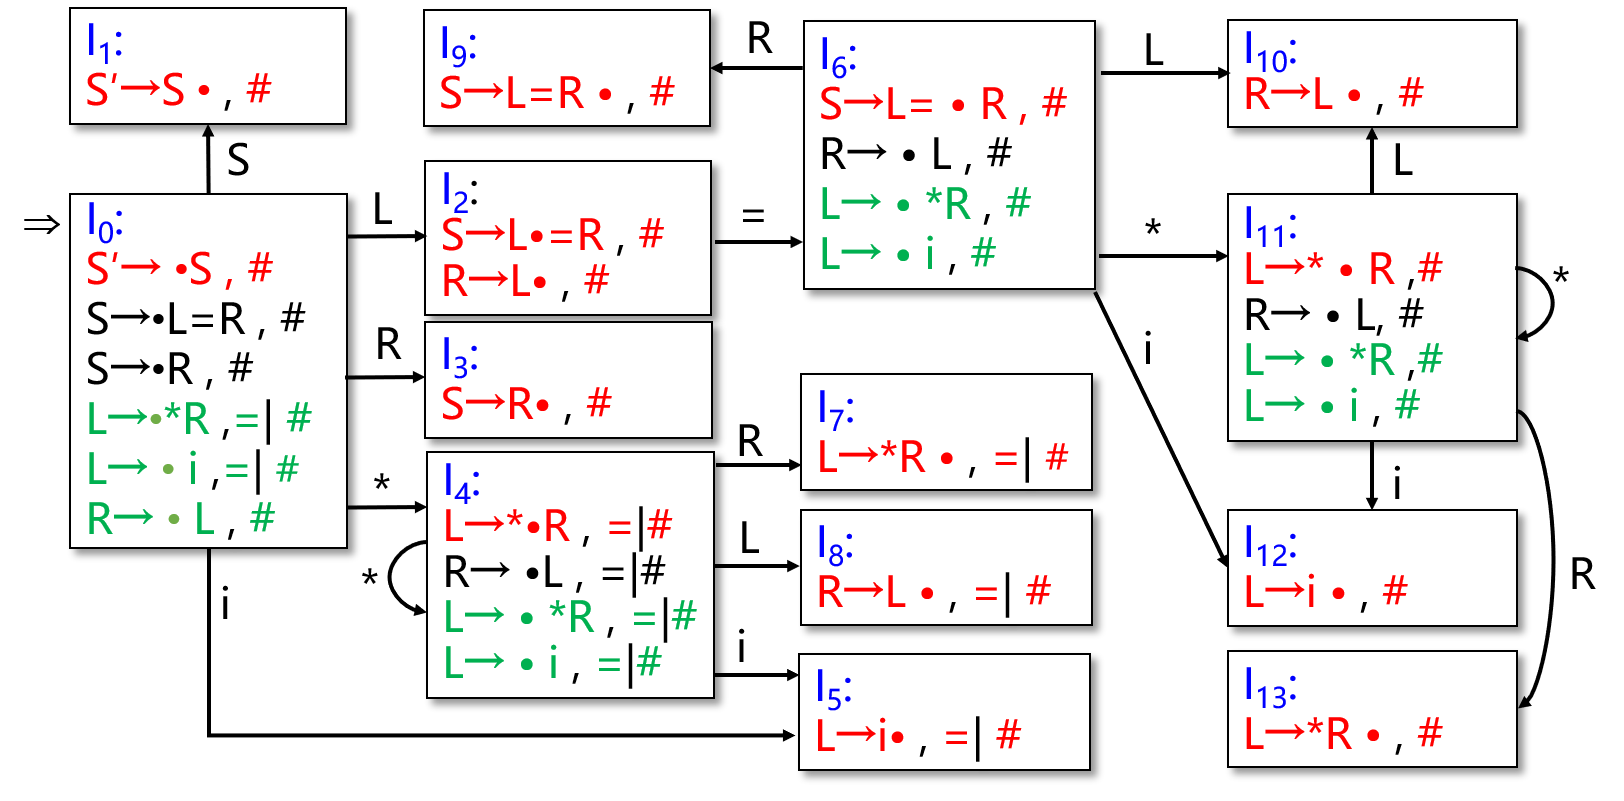 I1:
S′→S • , #
S
⇒
I0:
S′→ •S , #
S→•L=R , #
S→•R , #
L→•*R ,=| #
L→ • i ,=| #
R→ • L , #
L
R
*
i
I9:
S→L=R • , #
I2:
S→L•=R , #
R→L• , #
I3:
S→R• , #
I4:
L→*•R , =|#
R→ •L , =|#
L→ • *R , =|#
L→ • i , =|#
*
R
=
R
L
i
I6:
S→L= • R , #
R→ • L , #
L→ • *R , #
L→ • i , #
I7:
L→*R • , =| #
I8:
R→L • , =| #
I5:
L→i• , =| #
L
*
i
I10:
R→L • , #
L
I11:
L→* • R ,#
R→ • L, #
L→ • *R ,#
L→ • i , #
*
i
R
I12:
L→i • , #
I13:
L→*R • , #